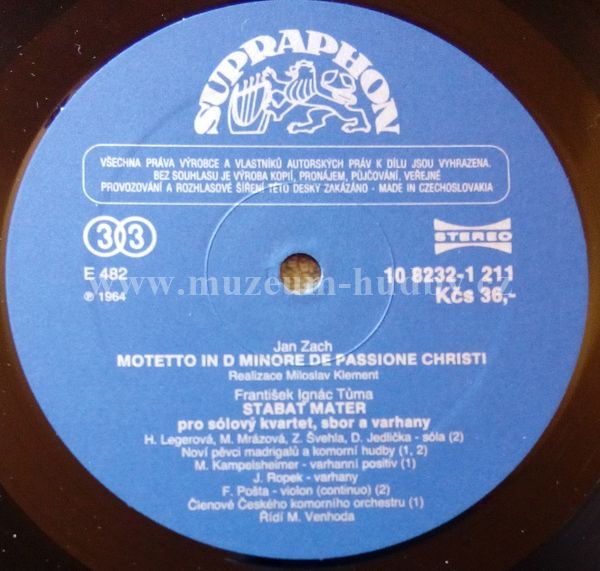 SUPRAPHON
VŠECHNA PRÁVA VÝROBCE A VLASTNÍKŮ AUTORSKÝCH PRÁV K DÍLU JSOU VYHRAZENA.
BEZ SOUHLASU JE VÝROBA KOPIÍ, PRONÁJEM, PŮJČOVÁNÍ, VEŘEJNÉ
PROVOZOVÁNÍ A ROZHLASOVÉ ŠÍŘENÍ TÉTO DESKY ZAKÁZÁNO - MADE IN CZECHOSLOVAKIA
33
STEREO
E 482
10 8232-1 211
℗ 1964
Kčs 36,-
www.muzeum-hudby.cz
Jan Zach
MOTETTO IN D MINORE DE PASSIONE CHRISTI
Realizace Miloslav Klement
František Ignác Tůma
STABAT MATER
pro sólový kvartet, sbor a varhany
H. Legerová, M. Mrázová, Z. Švehla, D. Jedlička - sóla (2)
Noví pěvci madrigalů a komorní hudby (1, 2)
M. Kampelsheimer - varhanní positiv (1)
J. Ropek - varhany
F. Pošta - violon (continuo) (2)
Členové Českého komorního orchestru (1)
Řídí M. Venhoda